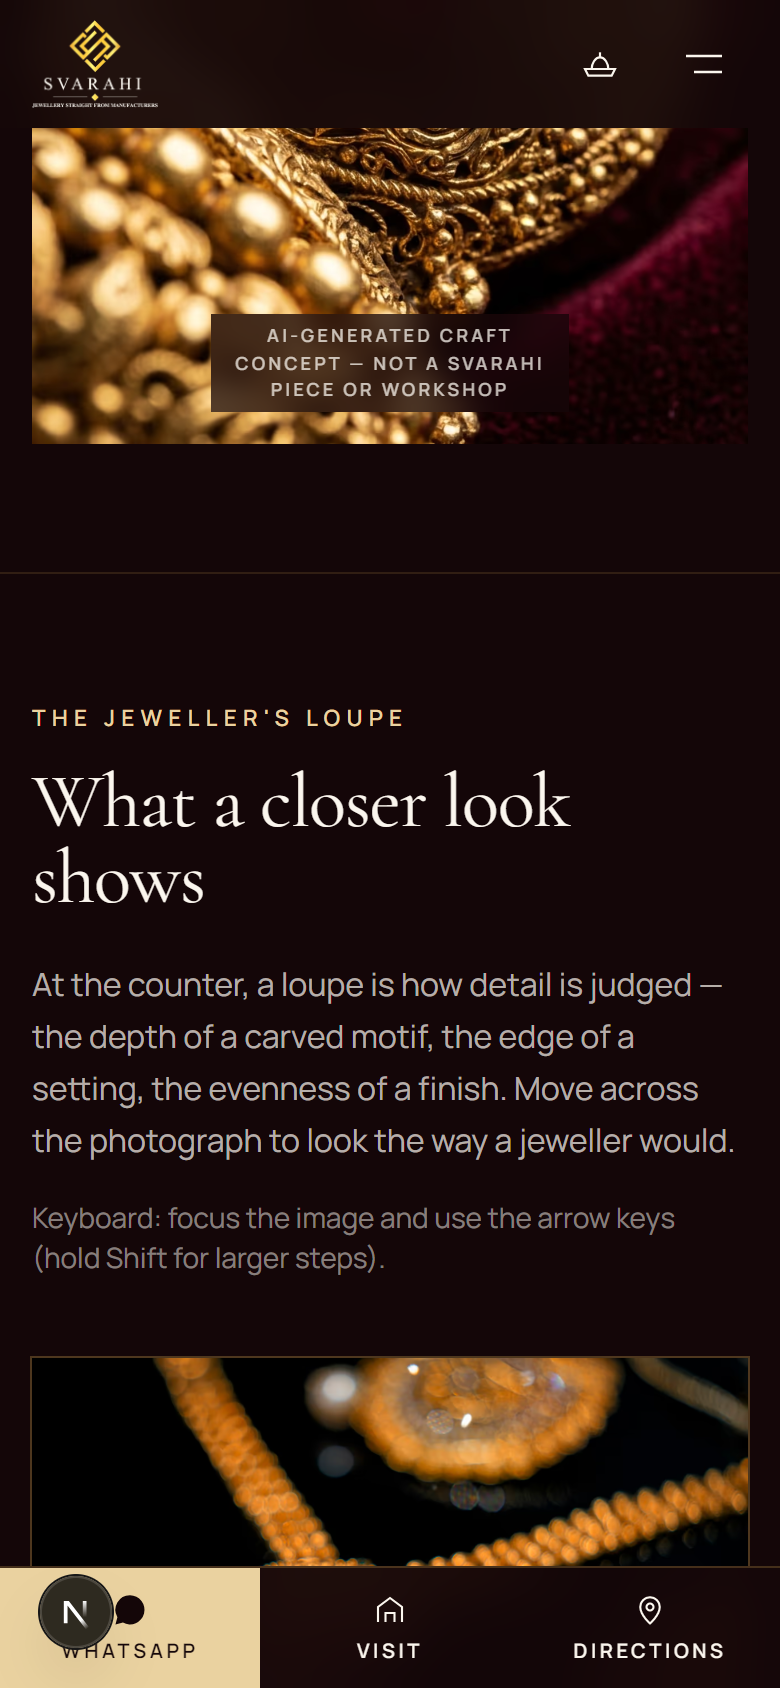 SVARAHI
JEWELLERY STRAIGHT FROM MANUFACTURERS
AI-GENERATED CRAFT
CONCEPT — NOT A SVARAHI
PIECE OR WORKSHOP
THE JEWELLER'S LOUPE
What a closer look
shows
At the counter, a loupe is how detail is judged —
the depth of a carved motif, the edge of a
setting, the evenness of a finish. Move across
the photograph to look the way a jeweller would.
Keyboard: focus the image and use the arrow keys
(hold Shift for larger steps).
N
WHATSAPP
VISIT
DIRECTIONS